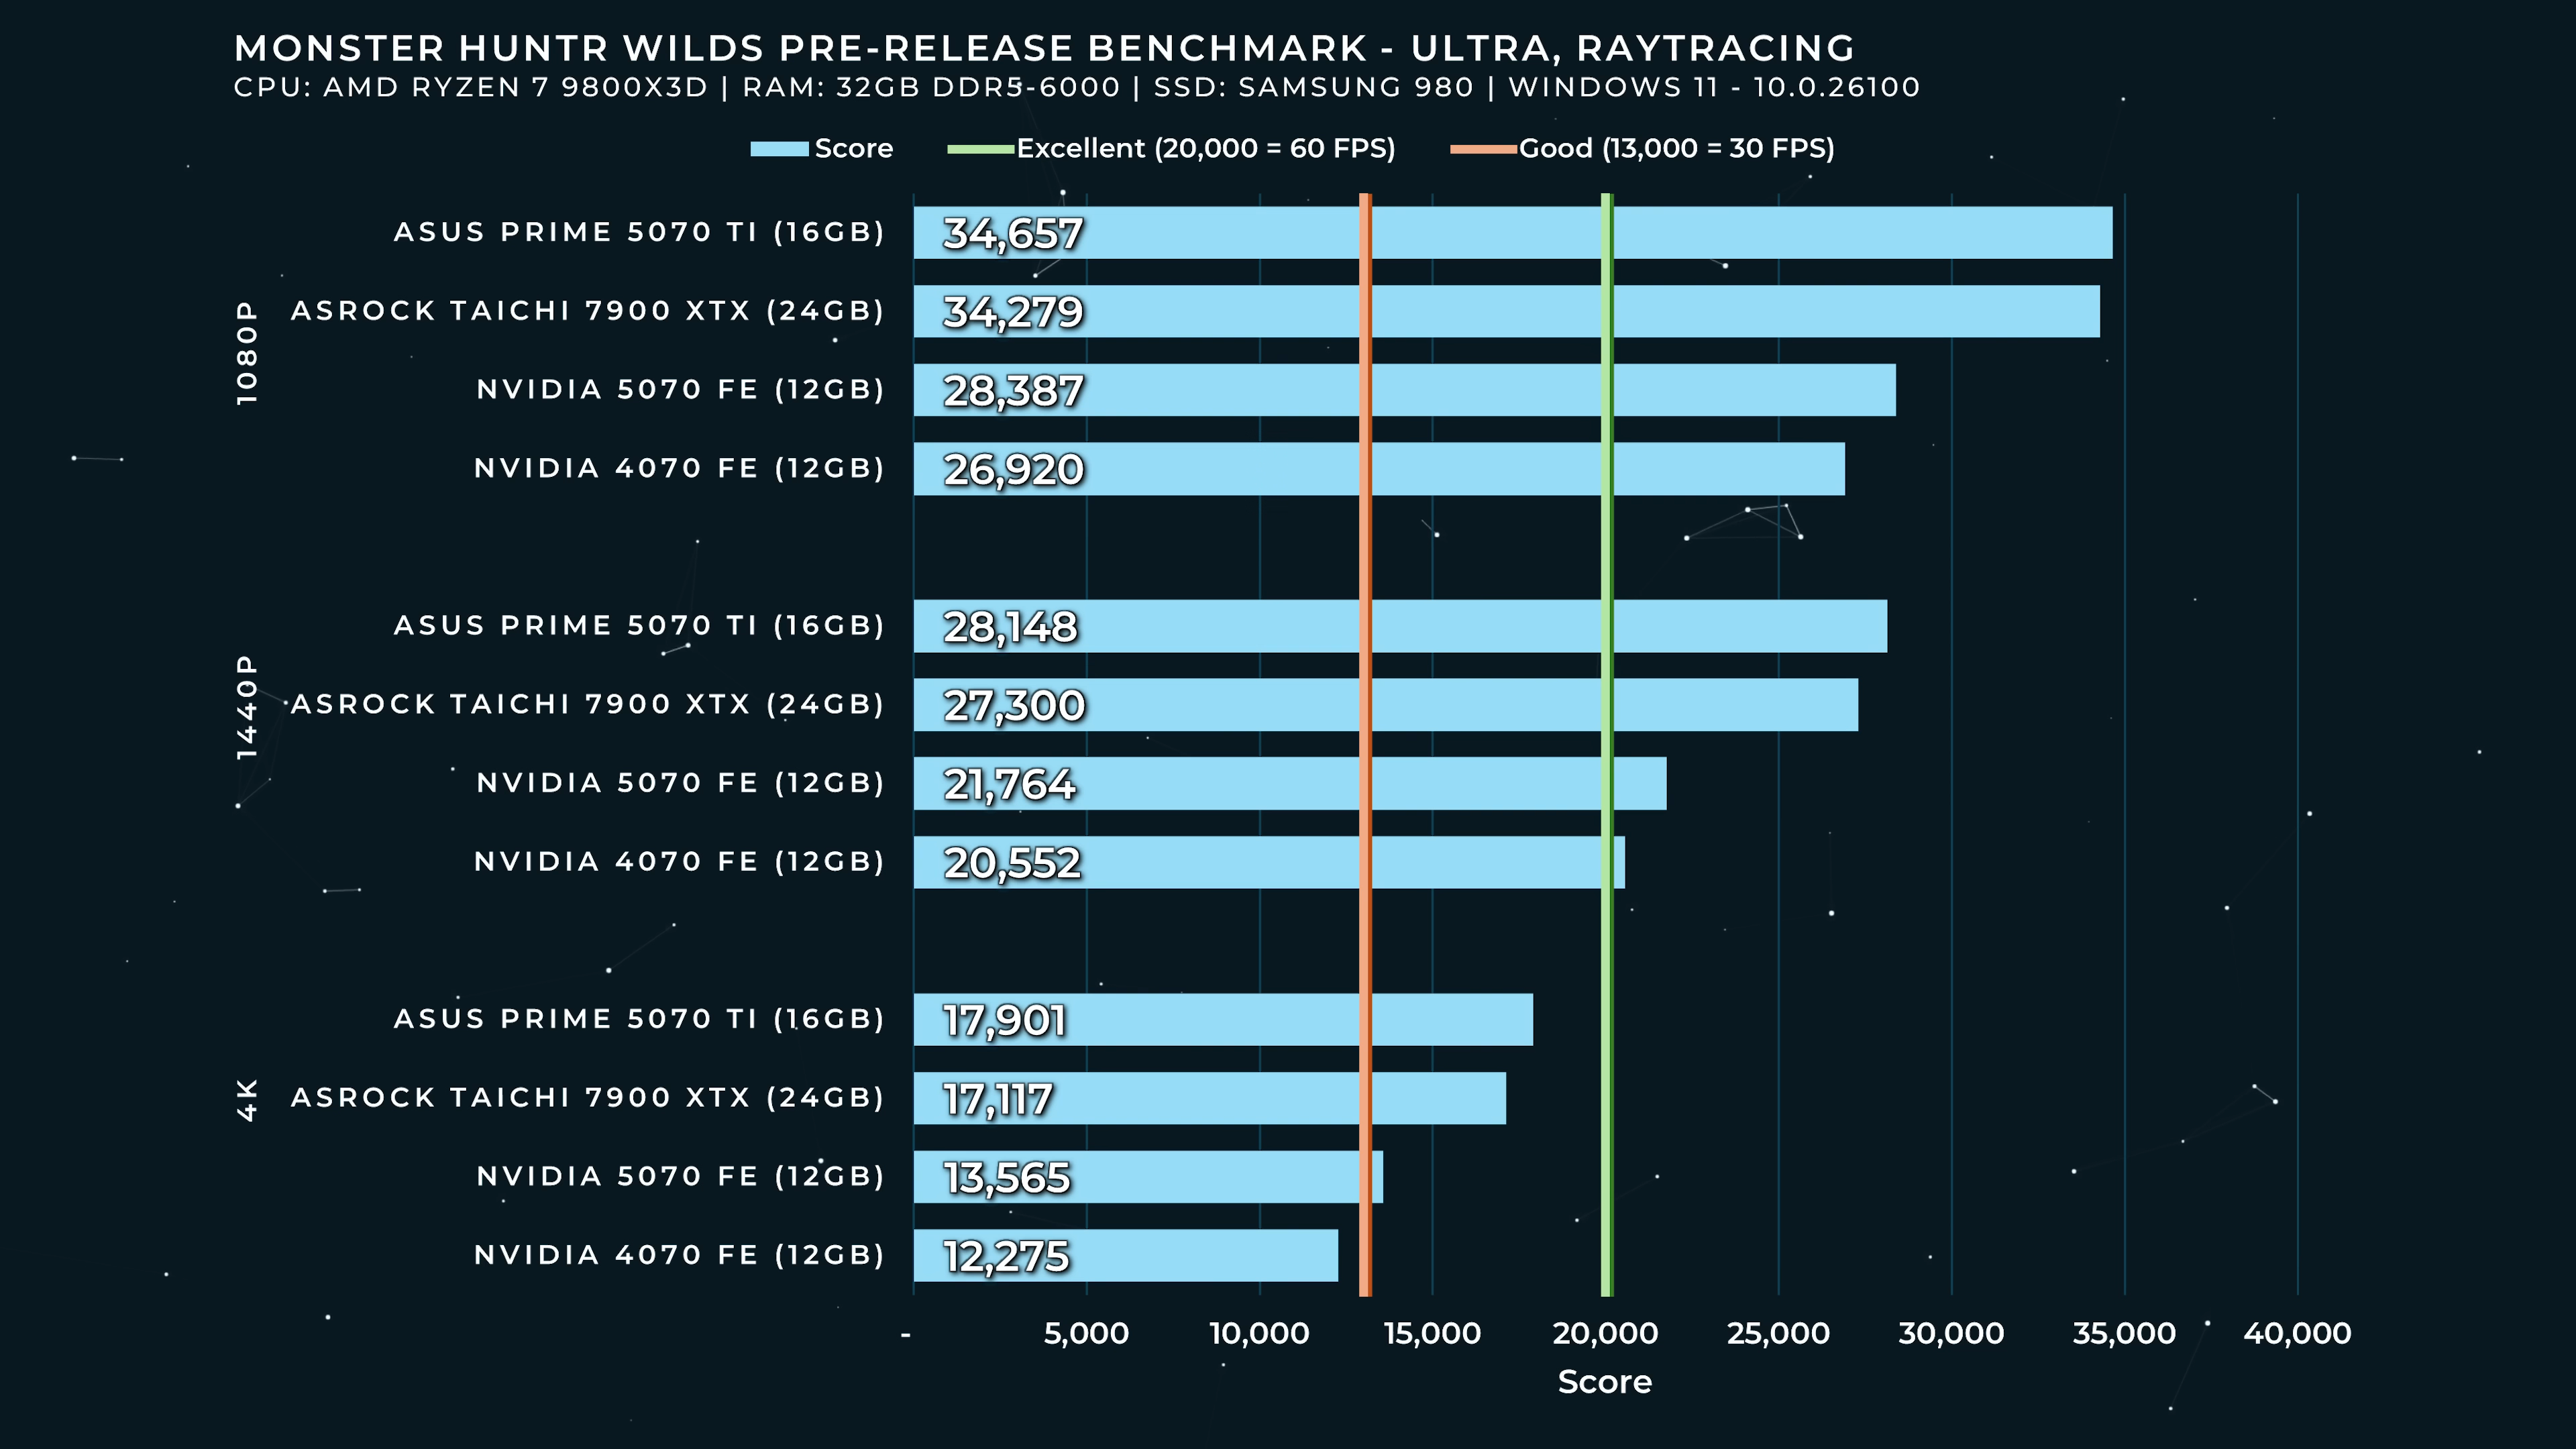 MONSTER HUNTR WILDS PRE-RELEASE BENCHMARK - ULTRA, RAYTRACING
CPU: AMD RYZEN 7 9800X3D | RAM: 32GB DDR5-6000 | SSD: SAMSUNG 980 | WINDOWS 11 - 10.0.26100
Score Excellent (20,000 = 60 FPS) Good (13,000 = 30 FPS)
1080P
ASUS PRIME 5070 TI (16GB) 34,657
ASROCK TAICHI 7900 XTX (24GB) 34,279
NVIDIA 5070 FE (12GB) 28,387
NVIDIA 4070 FE (12GB) 26,920
1440P
ASUS PRIME 5070 TI (16GB) 28,148
ASROCK TAICHI 7900 XTX (24GB) 27,300
NVIDIA 5070 FE (12GB) 21,764
NVIDIA 4070 FE (12GB) 20,552
4K
ASUS PRIME 5070 TI (16GB) 17,901
ASROCK TAICHI 7900 XTX (24GB) 17,117
NVIDIA 5070 FE (12GB) 13,565
NVIDIA 4070 FE (12GB) 12,275
- 5,000 10,000 15,000 20,000 25,000 30,000 35,000 40,000
Score